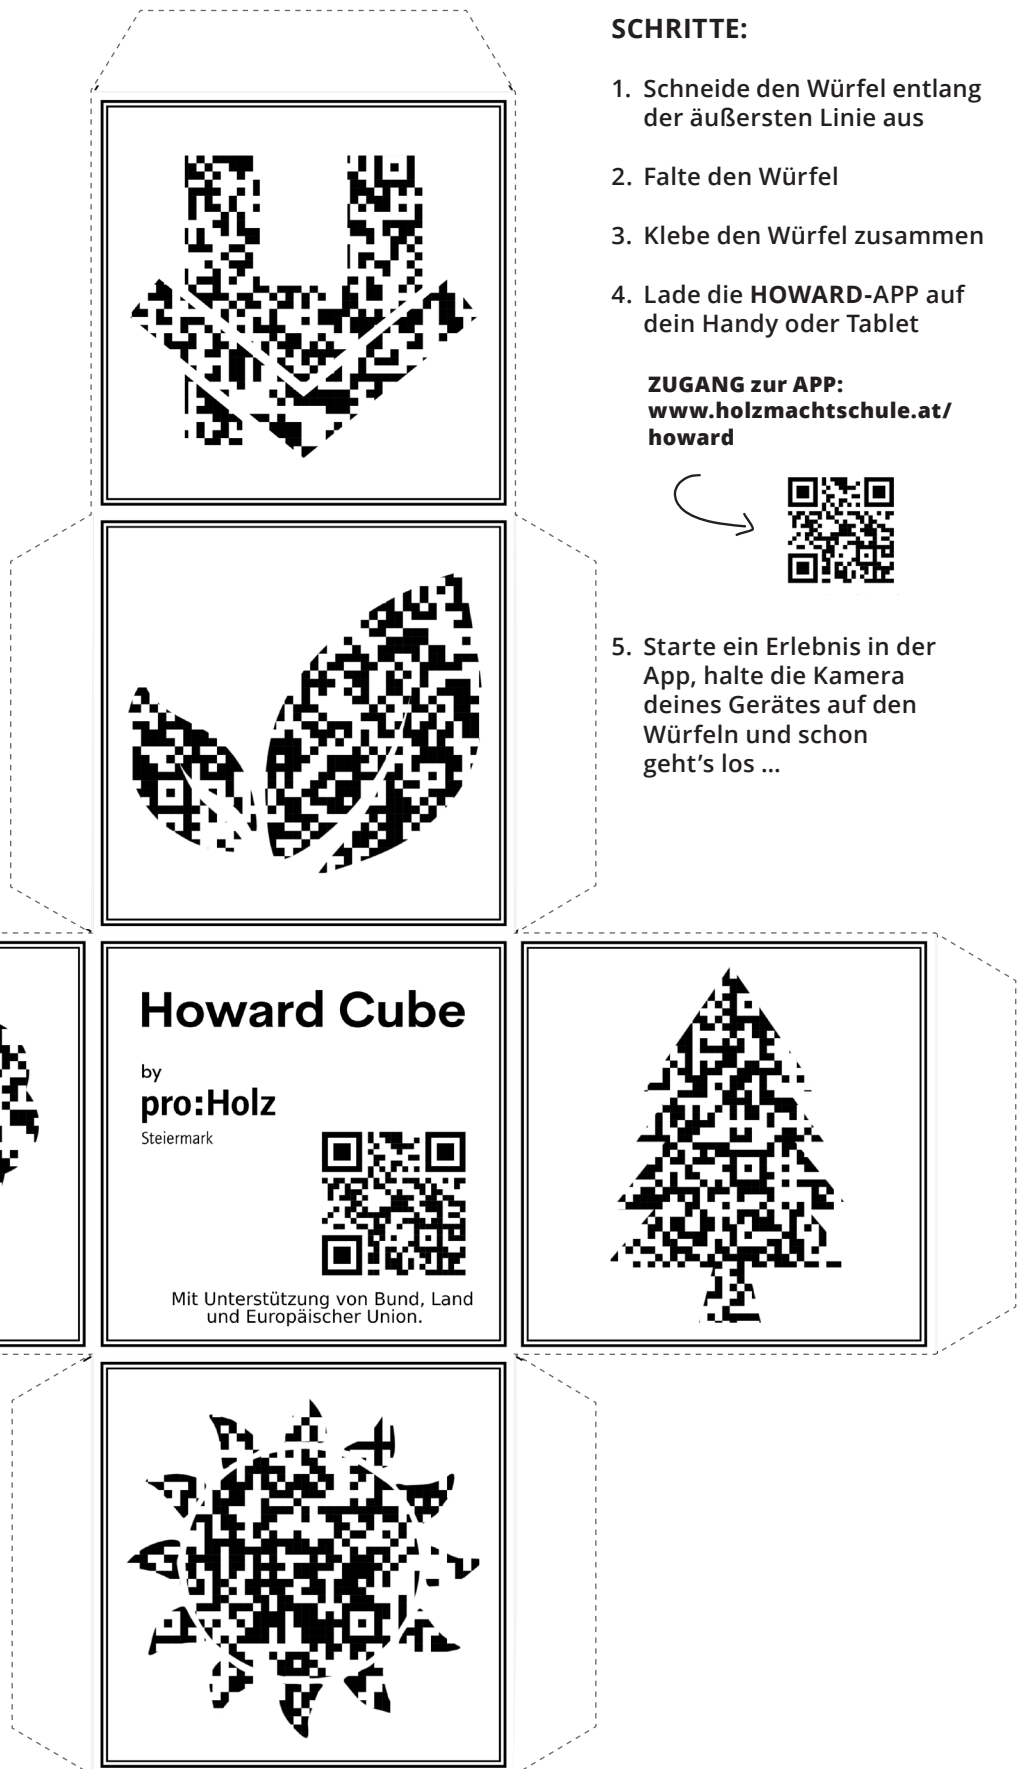 SCHRITTE:
1. Schneide den Würfel entlang
der äußersten Linie aus
2. Falte den Würfel
3. Klebe den Würfel zusammen
4. Lade die HOWARD-APP auf
dein Handy oder Tablet
ZUGANG zur APP:
www.holzmachtschule.at/
howard
5. Starte ein Erlebnis in der
App, halte die Kamera
deines Gerätes auf den
Würfeln und schon
geht’s los ...
Howard Cube
by
pro:Holz
Steiermark
Mit Unterstützung von Bund, Land
und Europäischer Union.